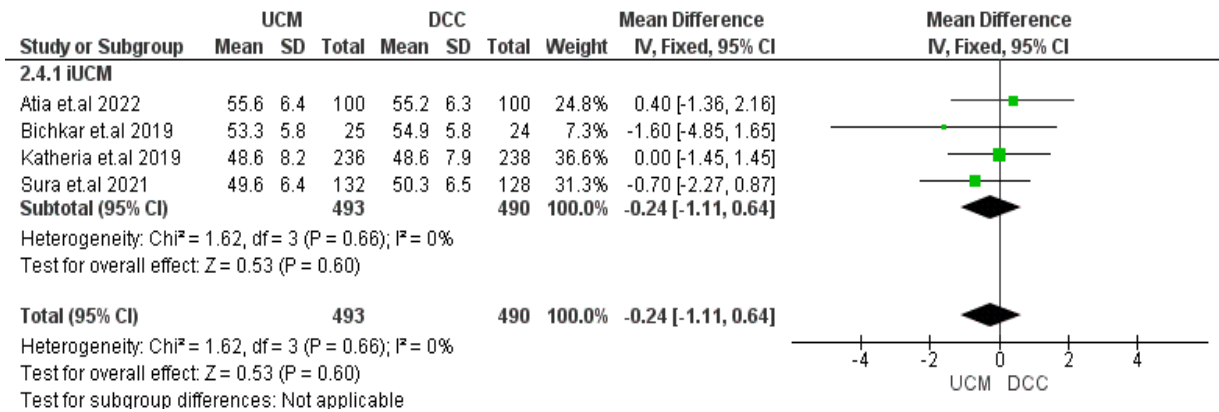 UCM DCC Mean Difference Mean Difference
Study or Subgroup Mean SD Total Mean SD Total Weight IV, Fixed, 95% CI IV, Fixed, 95% CI
2.4.1 iUCM
Atia et.al 2022 55.6 6.4 100 55.2 6.3 100 24.8% 0.40 [-1.36, 2.16]
Bichkar et.al 2019 53.3 5.8 25 54.9 5.8 24 7.3% -1.60 [-4.85, 1.65]
Katheria et.al 2019 48.6 8.2 236 48.6 7.9 238 36.6% 0.00 [-1.45, 1.45]
Sura et.al 2021 49.6 6.4 132 50.3 6.5 128 31.3% -0.70 [-2.27, 0.87]
Subtotal (95% CI) 493 490 100.0% -0.24 [-1.11, 0.64]
Heterogeneity: Chi² = 1.62, df = 3 (P = 0.66); I² = 0%
Test for overall effect: Z = 0.53 (P = 0.60)
Total (95% CI) 493 490 100.0% -0.24 [-1.11, 0.64]
Heterogeneity: Chi² = 1.62, df = 3 (P = 0.66); I² = 0%
Test for overall effect: Z = 0.53 (P = 0.60)
Test for subgroup differences: Not applicable
-4 -2 0 2 4
UCM DCC